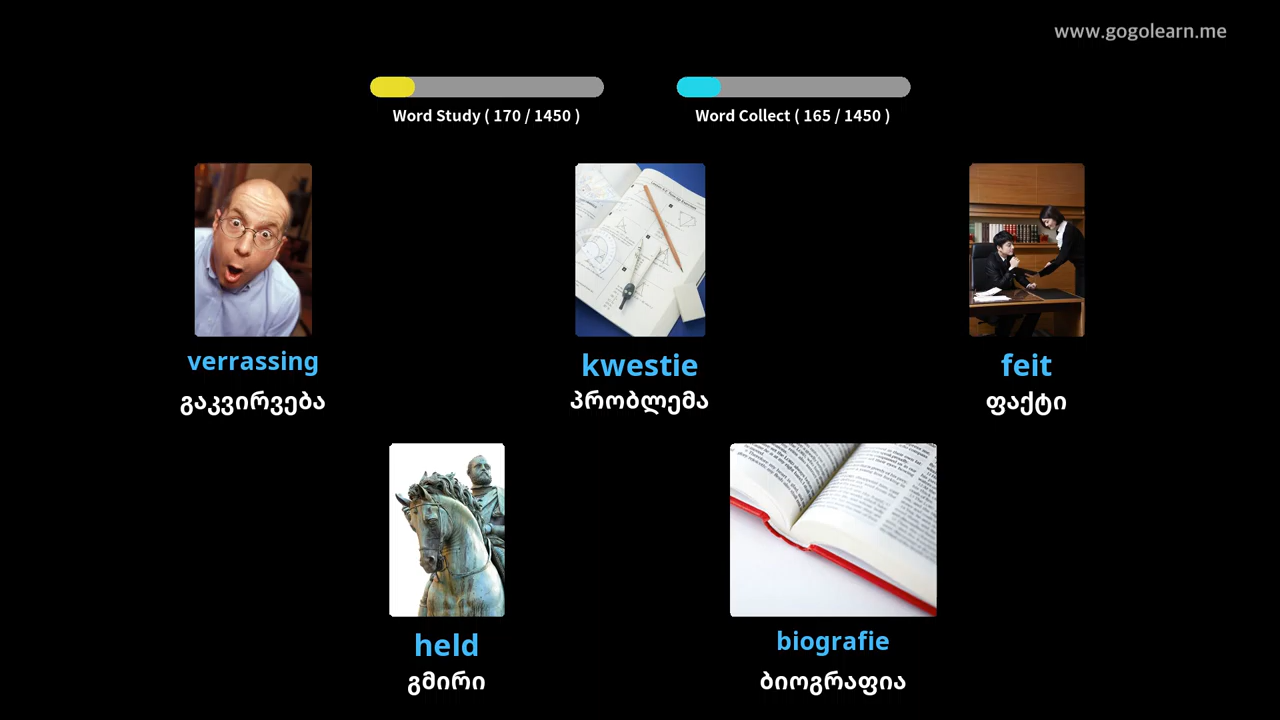 www.gogolearn.me
Word Study ( 170 / 1450 )
Word Collect ( 165 / 1450 )
verrassing
გაკვირვება
kwestie
პრობლემა
feit
ფაქტი
held
გმირი
biografie
ბიოგრაფია